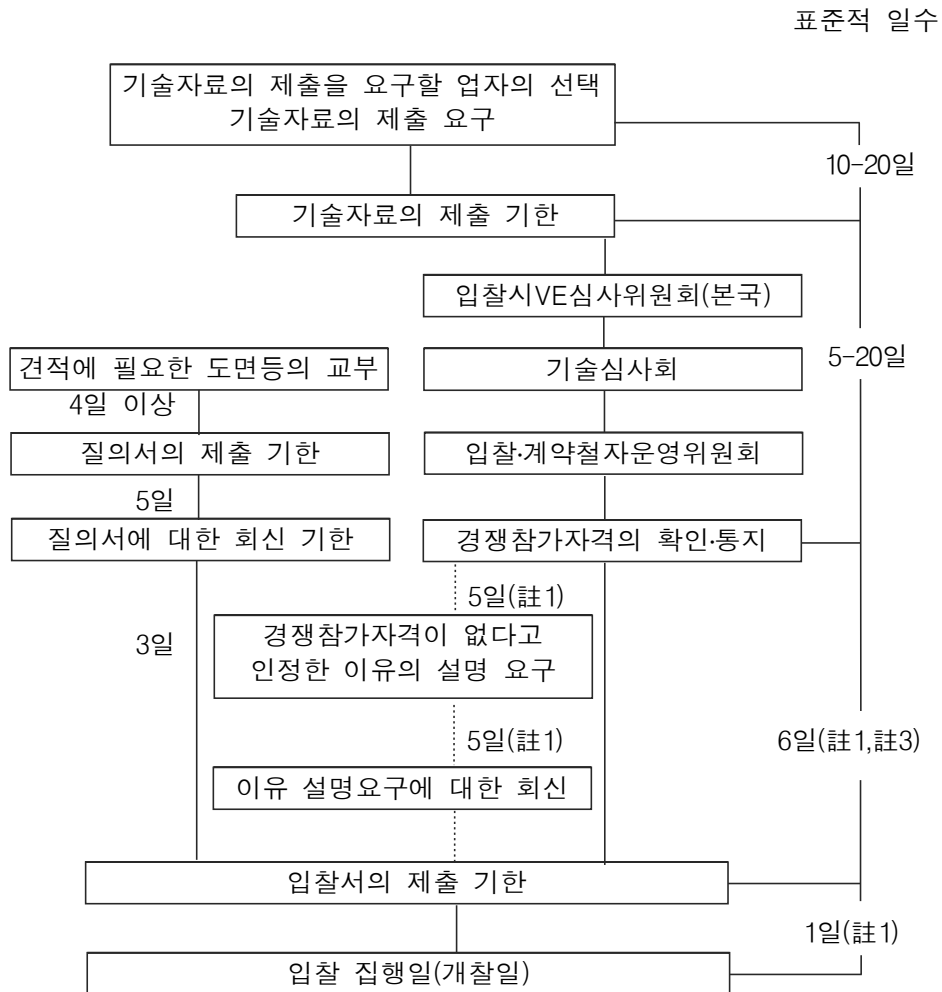 표준적 일수
기술자료의 제출을 요구할 업자의 선택
기술자료의 제출 요구
10-20일
기술자료의 제출 기한
입찰시VE심사위원회(본국)
5-20일
견적에 필요한 도면등의 교부
기술심사회
4일 이상
질의서의 제출 기한
입찰·계약철자운영위원회
5일
질의서에 대한 회신 기한
경쟁참가자격의 확인·통지
5일(註1)
3일
경쟁참가자격이 없다고
인정한 이유의 설명 요구
5일(註1)
6일(註1,註3)
이유 설명요구에 대한 회신
입찰서의 제출 기한
1일(註1)
입찰 집행일(개찰일)